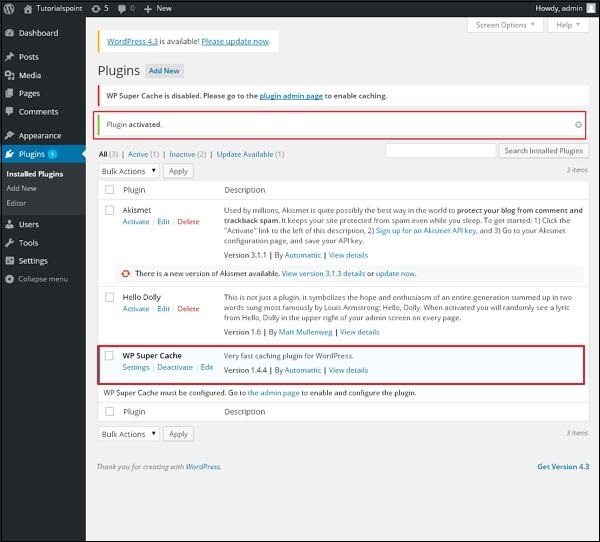 Tutorialspoint 5 0 + New Howdy, admin
Screen Options ▼ Help ▼
WordPress 4.3 is available! Please update now.
Dashboard
Posts
Media
Pages
Comments
Appearance
Plugins 1
Installed Plugins
Add New
Editor
Users
Tools
Settings
Collapse menu
Plugins Add New
WP Super Cache is disabled. Please go to the plugin admin page to enable caching.
Plugin activated.
All (3) | Active (1) | Inactive (2) | Update Available (1)
Search Installed Plugins
Bulk Actions ▼ Apply
3 items
Plugin Description
Akismet
Activate | Edit | Delete
Used by millions, Akismet is quite possibly the best way in the world to protect your blog from comment and
trackback spam. It keeps your site protected from spam even while you sleep. To get started: 1) Click the
"Activate" link to the left of this description, 2) Sign up for an Akismet API key, and 3) Go to your Akismet
configuration page, and save your API key.
Version 3.1.1 | By Automattic | View details
There is a new version of Akismet available. View version 3.1.3 details or update now.
Hello Dolly
Activate | Edit | Delete
This is not just a plugin, it symbolizes the hope and enthusiasm of an entire generation summed up in two
words sung most famously by Louis Armstrong: Hello, Dolly. When activated you will randomly see a lyric
from Hello, Dolly in the upper right of your admin screen on every page.
Version 1.6 | By Matt Mullenweg | View details
WP Super Cache
Settings | Deactivate | Edit
Very fast caching plugin for WordPress.
Version 1.4.4 | By Automattic | View details
WP Super Cache must be configured. Go to the admin page to enable and configure the plugin.
Plugin Description
Bulk Actions ▼ Apply
3 items
Thank you for creating with WordPress.
Get Version 4.3